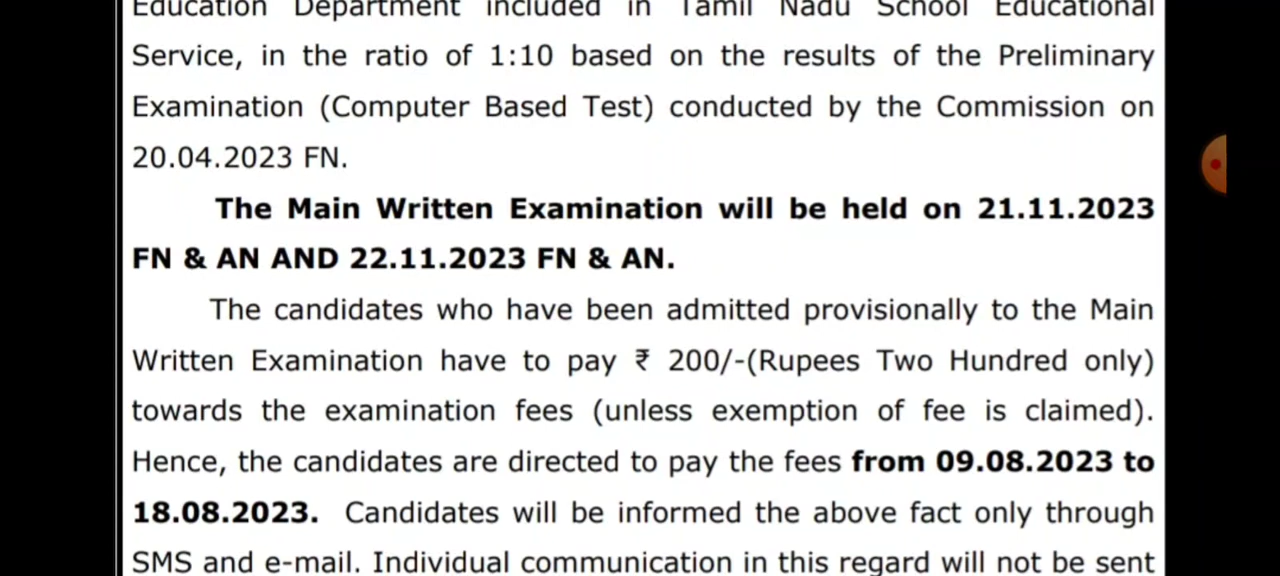 Education Department included in Tamil Nadu School Educational
Service, in the ratio of 1:10 based on the results of the Preliminary
Examination (Computer Based Test) conducted by the Commission on
20.04.2023 FN.
The Main Written Examination will be held on 21.11.2023
FN & AN AND 22.11.2023 FN & AN.
The candidates who have been admitted provisionally to the Main
Written Examination have to pay ₹ 200/-(Rupees Two Hundred only)
towards the examination fees (unless exemption of fee is claimed).
Hence, the candidates are directed to pay the fees from 09.08.2023 to
18.08.2023. Candidates will be informed the above fact only through
SMS and e-mail. Individual communication in this regard will not be sent